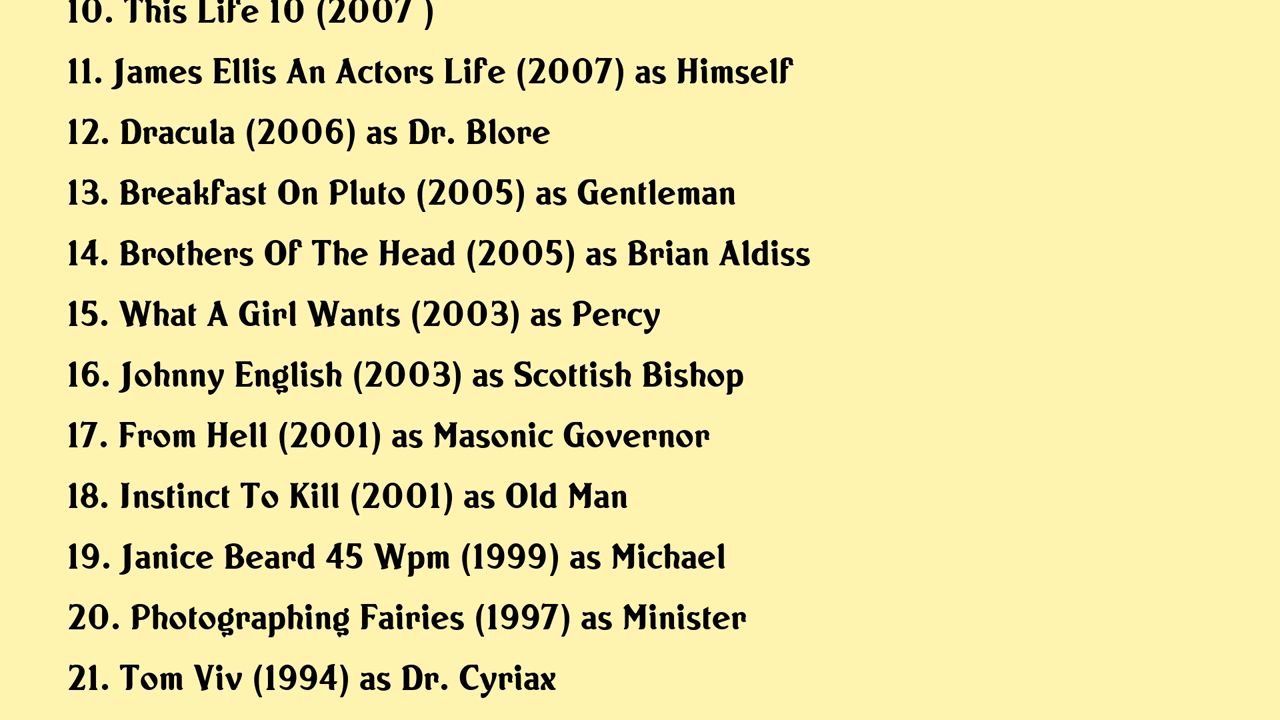 10. This Life 10 (2007 )
11. James Ellis An Actors Life (2007) as Himself
12. Dracula (2006) as Dr. Blore
13. Breakfast On Pluto (2005) as Gentleman
14. Brothers Of The Head (2005) as Brian Aldiss
15. What A Girl Wants (2003) as Percy
16. Johnny English (2003) as Scottish Bishop
17. From Hell (2001) as Masonic Governor
18. Instinct To Kill (2001) as Old Man
19. Janice Beard 45 Wpm (1999) as Michael
20. Photographing Fairies (1997) as Minister
21. Tom Viv (1994) as Dr. Cyriax